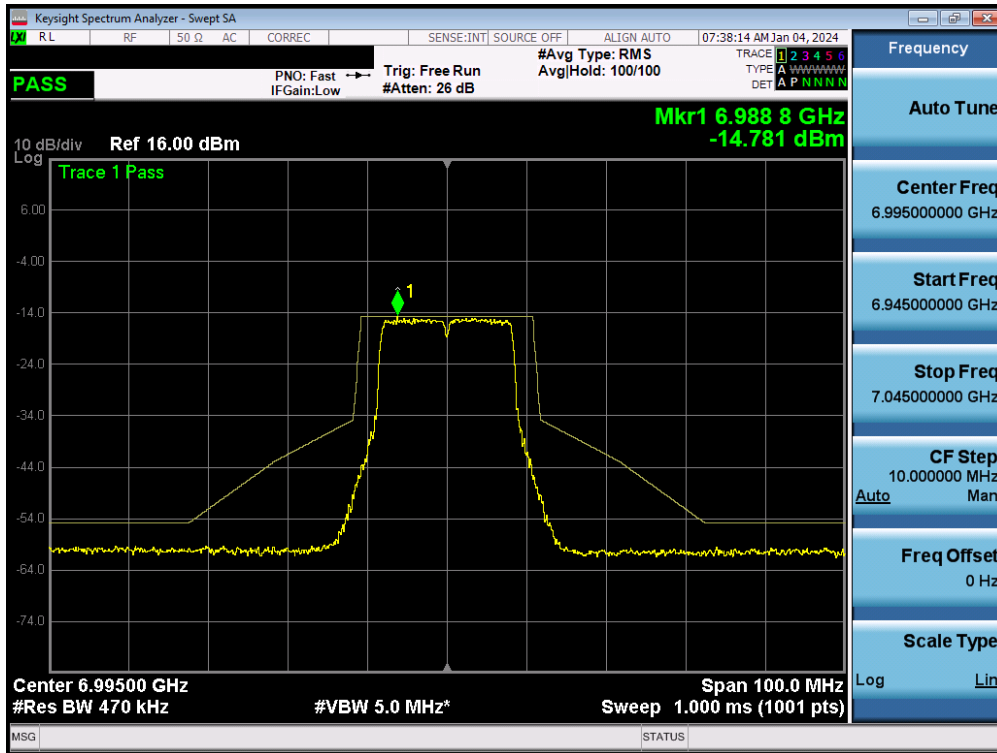 Keysight Spectrum Analyzer - Swept SA
LXI RL RF 50 Ω AC CORREC SENSE:INT SOURCE OFF ALIGN AUTO 07:38:14 AM Jan 04, 2024
PASS
PNO: Fast
IFGain:Low
Trig: Free Run
#Atten: 26 dB
#Avg Type: RMS
Avg|Hold: 100/100
TRACE 1 2 3 4 5 6
TYPE A WWWWW
DET A P N N N N
Mkr1 6.988 8 GHz
-14.781 dBm
10 dB/div Ref 16.00 dBm
Log
Trace 1 Pass
6.00
-4.00
-14.0
-24.0
-34.0
-44.0
-54.0
-64.0
-74.0
1
Center 6.99500 GHz Span 100.0 MHz
#Res BW 470 kHz #VBW 5.0 MHz* Sweep 1.000 ms (1001 pts)
MSG STATUS
Frequency
Auto Tune
Center Freq
6.995000000 GHz
Start Freq
6.945000000 GHz
Stop Freq
7.045000000 GHz
CF Step
10.000000 MHz
Auto Man
Freq Offset
0 Hz
Scale Type
Log Lin